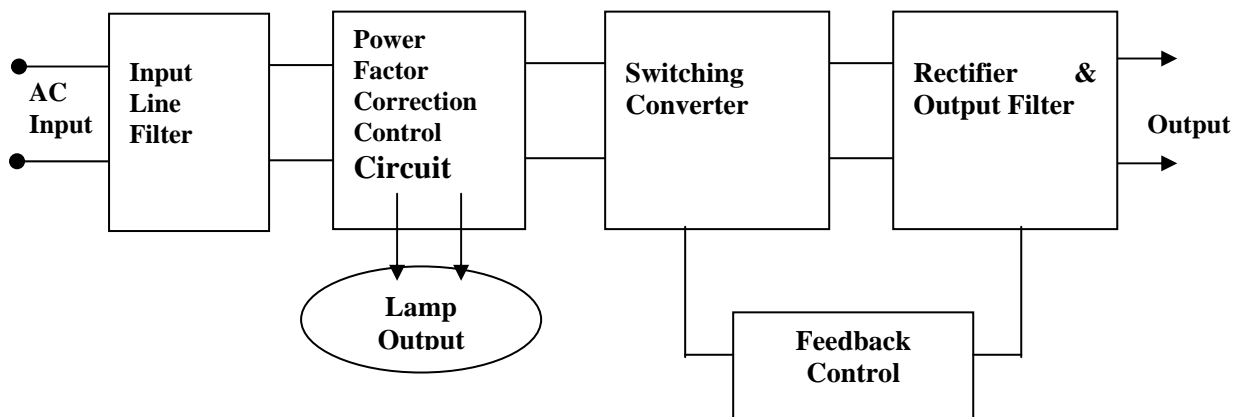 AC
Input
Input
Line
Filter
Power
Factor
Correction
Control
Circuit
Switching
Converter
Rectifier &
Output Filter
Output
Lamp
Output
Feedback
Control